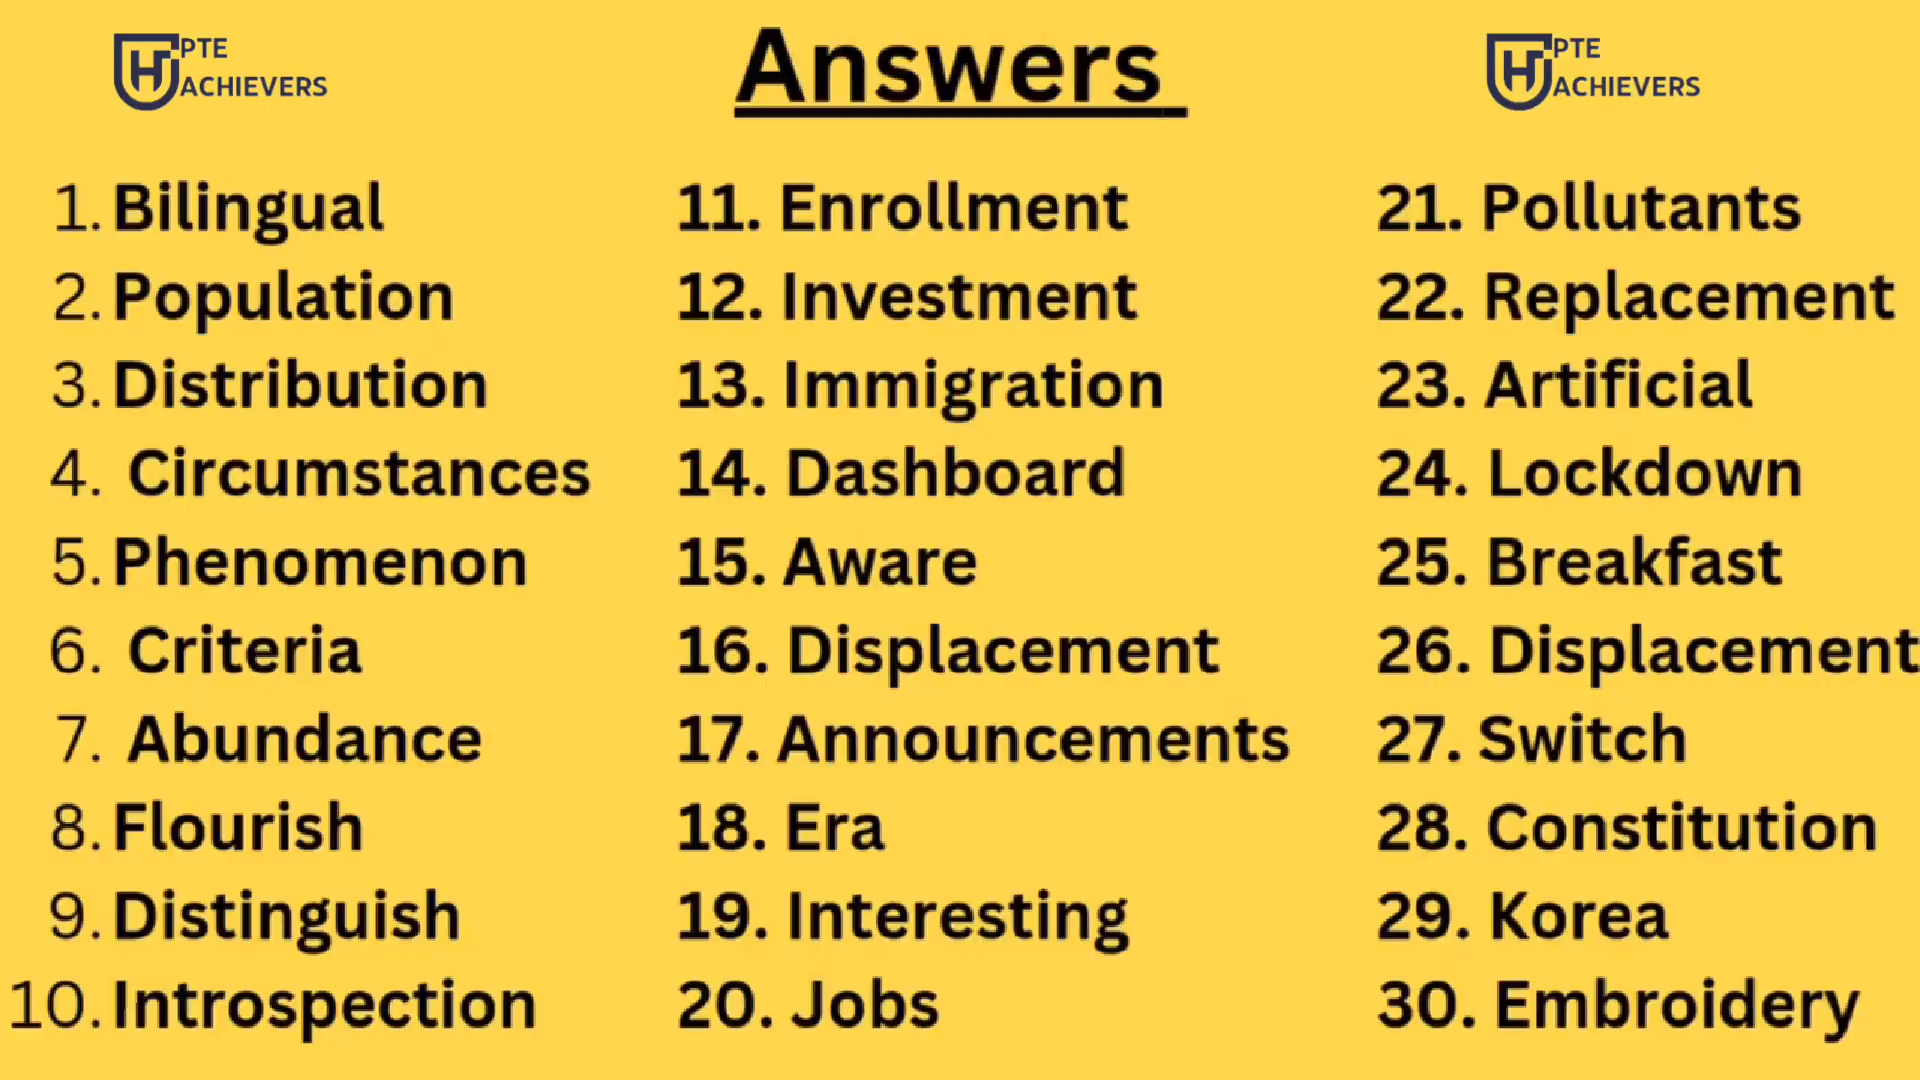 PTE
ACHIEVERS
Answers
PTE
ACHIEVERS
1. Bilingual
2. Population
3. Distribution
4. Circumstances
5. Phenomenon
6. Criteria
7. Abundance
8. Flourish
9. Distinguish
10. Introspection
11. Enrollment
12. Investment
13. Immigration
14. Dashboard
15. Aware
16. Displacement
17. Announcements
18. Era
19. Interesting
20. Jobs
21. Pollutants
22. Replacement
23. Artificial
24. Lockdown
25. Breakfast
26. Displacement
27. Switch
28. Constitution
29. Korea
30. Embroidery